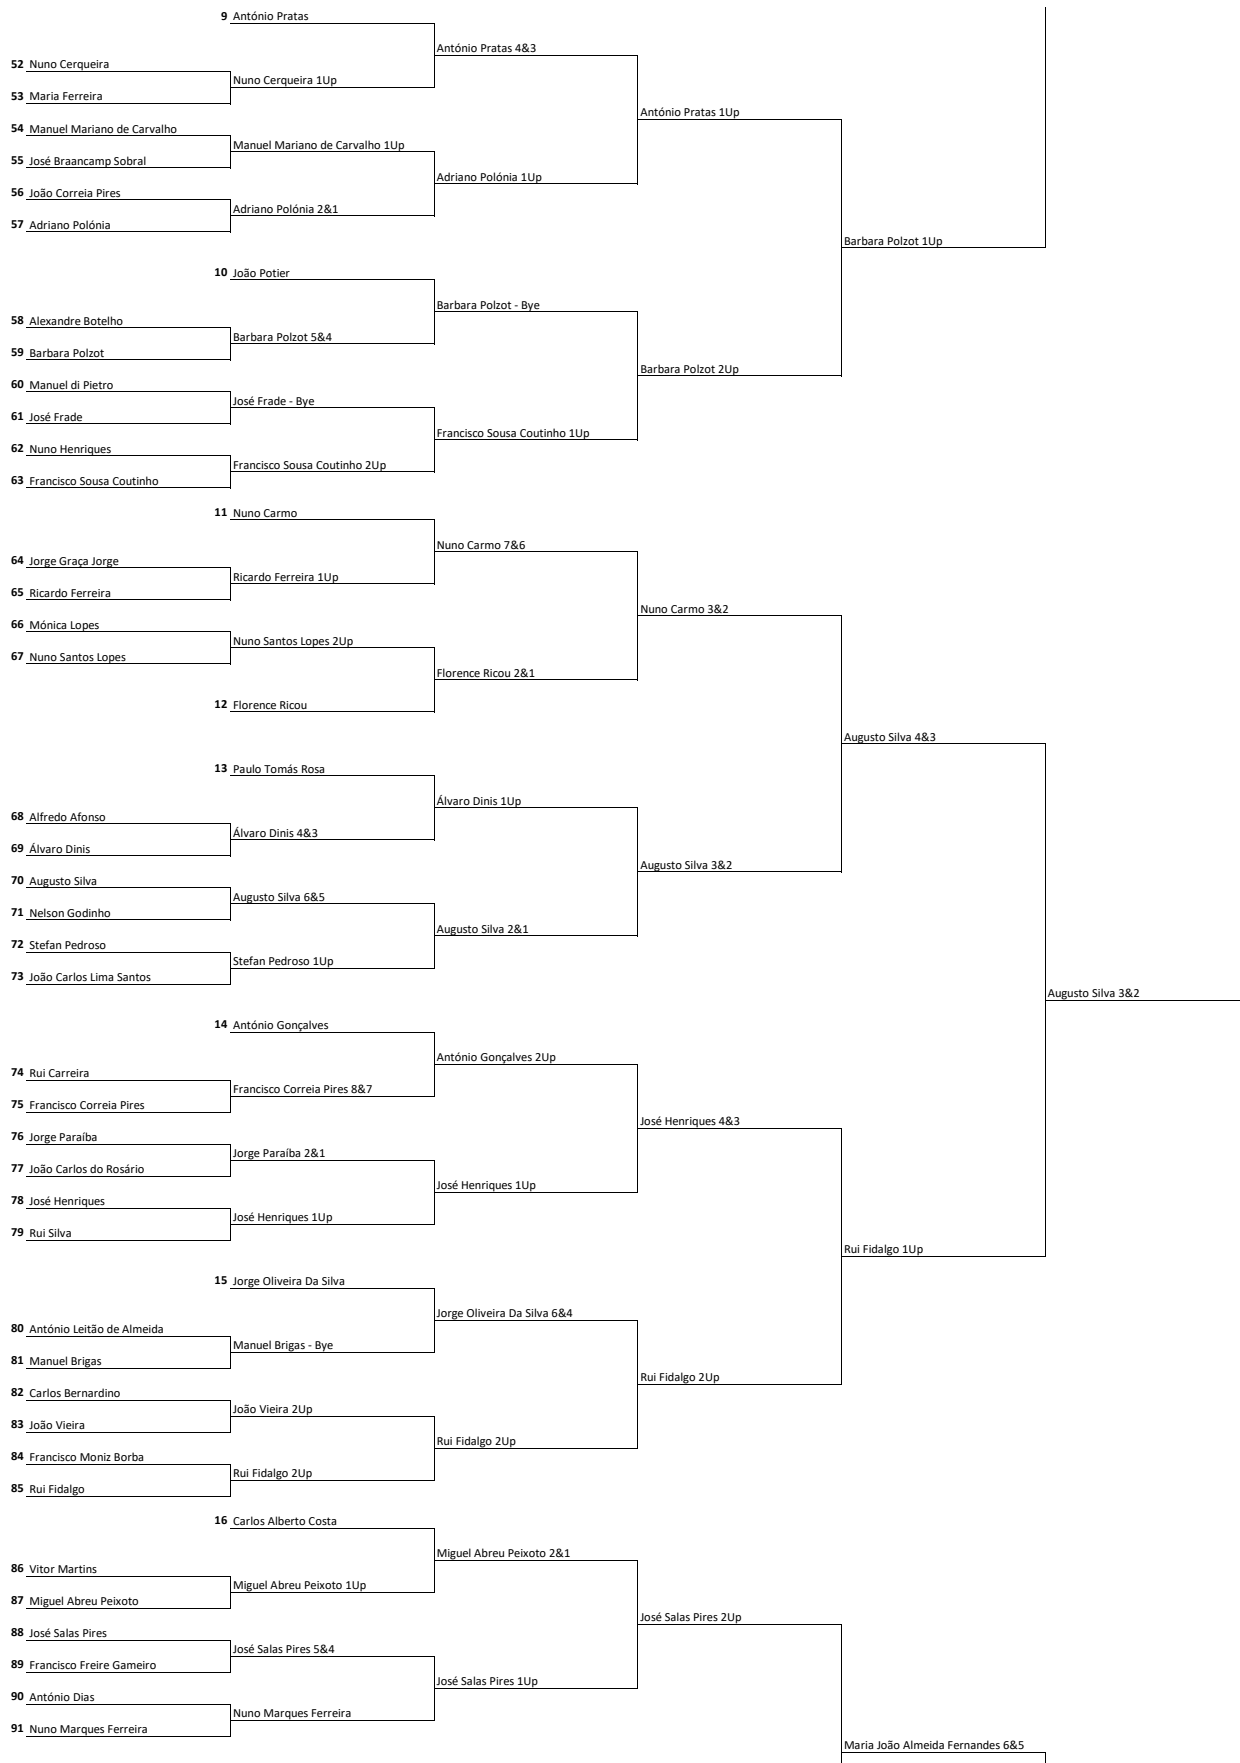 9 António Pratas
António Pratas 4&3
52 Nuno Cerqueira
Nuno Cerqueira 1Up
53 Maria Ferreira
António Pratas 1Up
54 Manuel Mariano de Carvalho
Manuel Mariano de Carvalho 1Up
55 José Braancamp Sobral
Adriano Polónia 1Up
56 João Correia Pires
Adriano Polónia 2&1
57 Adriano Polónia
Barbara Polzot 1Up
10 João Potier
Barbara Polzot - Bye
58 Alexandre Botelho
Barbara Polzot 5&4
59 Barbara Polzot
Barbara Polzot 2Up
60 Manuel di Pietro
José Frade - Bye
61 José Frade
Francisco Sousa Coutinho 1Up
62 Nuno Henriques
Francisco Sousa Coutinho 2Up
63 Francisco Sousa Coutinho
11 Nuno Carmo
Nuno Carmo 7&6
64 Jorge Graça Jorge
Ricardo Ferreira 1Up
65 Ricardo Ferreira
Nuno Carmo 3&2
66 Mónica Lopes
Nuno Santos Lopes 2Up
67 Nuno Santos Lopes
Florence Ricou 2&1
12 Florence Ricou
Augusto Silva 4&3
13 Paulo Tomás Rosa
Álvaro Dinis 1Up
68 Alfredo Afonso
Álvaro Dinis 4&3
69 Álvaro Dinis
Augusto Silva 3&2
70 Augusto Silva
Augusto Silva 6&5
71 Nelson Godinho
Augusto Silva 2&1
72 Stefan Pedroso
Stefan Pedroso 1Up
73 João Carlos Lima Santos
Augusto Silva 3&2
14 António Gonçalves
António Gonçalves 2Up
74 Rui Carreira
Francisco Correia Pires 8&7
75 Francisco Correia Pires
José Henriques 4&3
76 Jorge Paraíba
Jorge Paraíba 2&1
77 João Carlos do Rosário
José Henriques 1Up
78 José Henriques
José Henriques 1Up
79 Rui Silva
Rui Fidalgo 1Up
15 Jorge Oliveira Da Silva
Jorge Oliveira Da Silva 6&4
80 António Leitão de Almeida
Manuel Brigas - Bye
81 Manuel Brigas
Rui Fidalgo 2Up
82 Carlos Bernardino
João Vieira 2Up
83 João Vieira
Rui Fidalgo 2Up
84 Francisco Moniz Borba
Rui Fidalgo 2Up
85 Rui Fidalgo
16 Carlos Alberto Costa
Miguel Abreu Peixoto 2&1
86 Vitor Martins
Miguel Abreu Peixoto 1Up
87 Miguel Abreu Peixoto
José Salas Pires 2Up
88 José Salas Pires
José Salas Pires 5&4
89 Francisco Freire Gameiro
José Salas Pires 1Up
90 António Dias
Nuno Marques Ferreira
91 Nuno Marques Ferreira
Maria João Almeida Fernandes 6&5